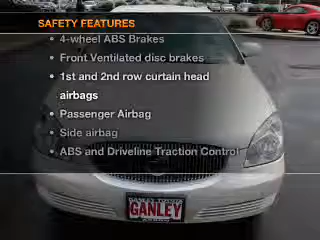 SAFETY FEATURES
• 4-wheel ABS Brakes
• Front Ventilated disc brakes
• 1st and 2nd row curtain head
airbags
• Passenger Airbag
• Side airbag
• ABS and Driveline Traction Control
GANLEY